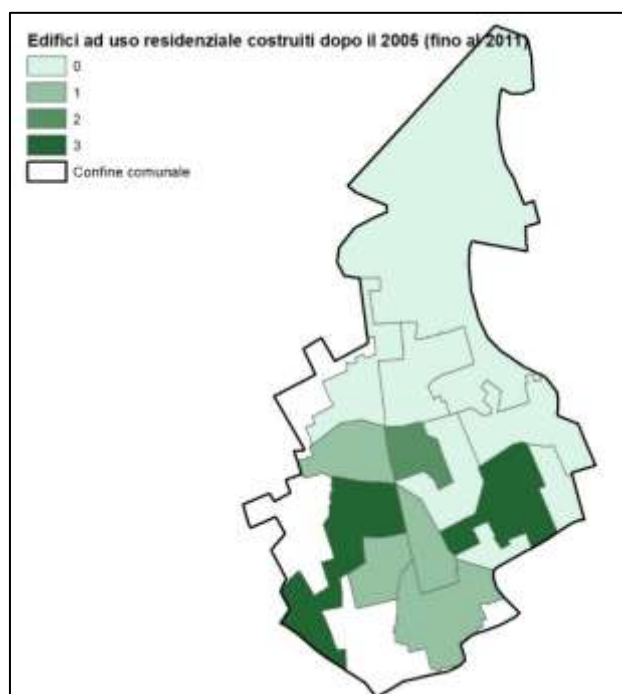 Edifici ad uso residenziale costruiti dopo il 2005 (fino al 2011)
0
1
2
3
Confine comunale